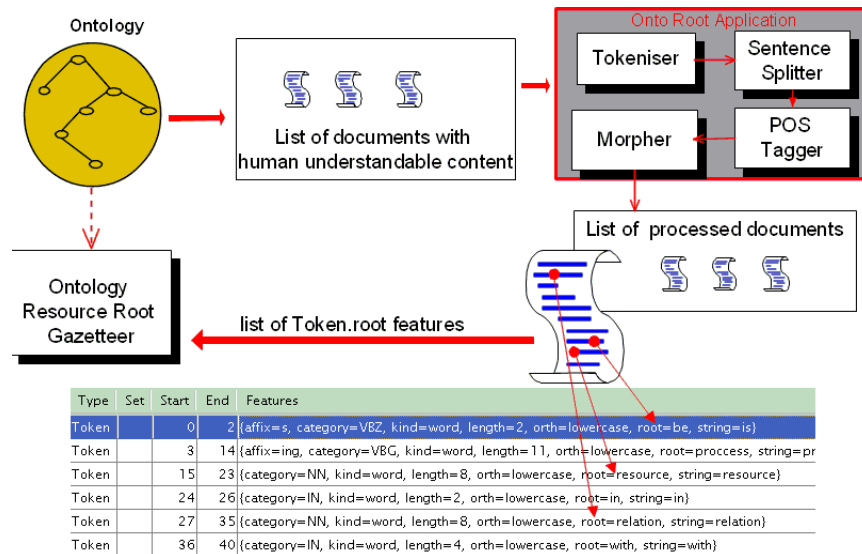 Ontology
List of documents with
human understandable content
Onto Root Application
Tokeniser
Sentence
Splitter
Morpher
POS
Tagger
List of processed documents
Ontology
Resource Root
Gazetteer
list of Token.root features
Type Set Start End Features
Token 0 2 {affix=s, category=VBZ, kind=word, length=2, orth=lowercase, root=be, string=is}
Token 3 14 {affix=ing, category=VBG, kind=word, length=11, orth=lowercase, root=proccess, string=pr
Token 15 23 {category=NN, kind=word, length=8, orth=lowercase, root=resource, string=resource}
Token 24 26 {category=IN, kind=word, length=2, orth=lowercase, root=in, string=in}
Token 27 35 {category=NN, kind=word, length=8, orth=lowercase, root=relation, string=relation}
Token 36 40 {category=IN, kind=word, length=4, orth=lowercase, root=with, string=with}